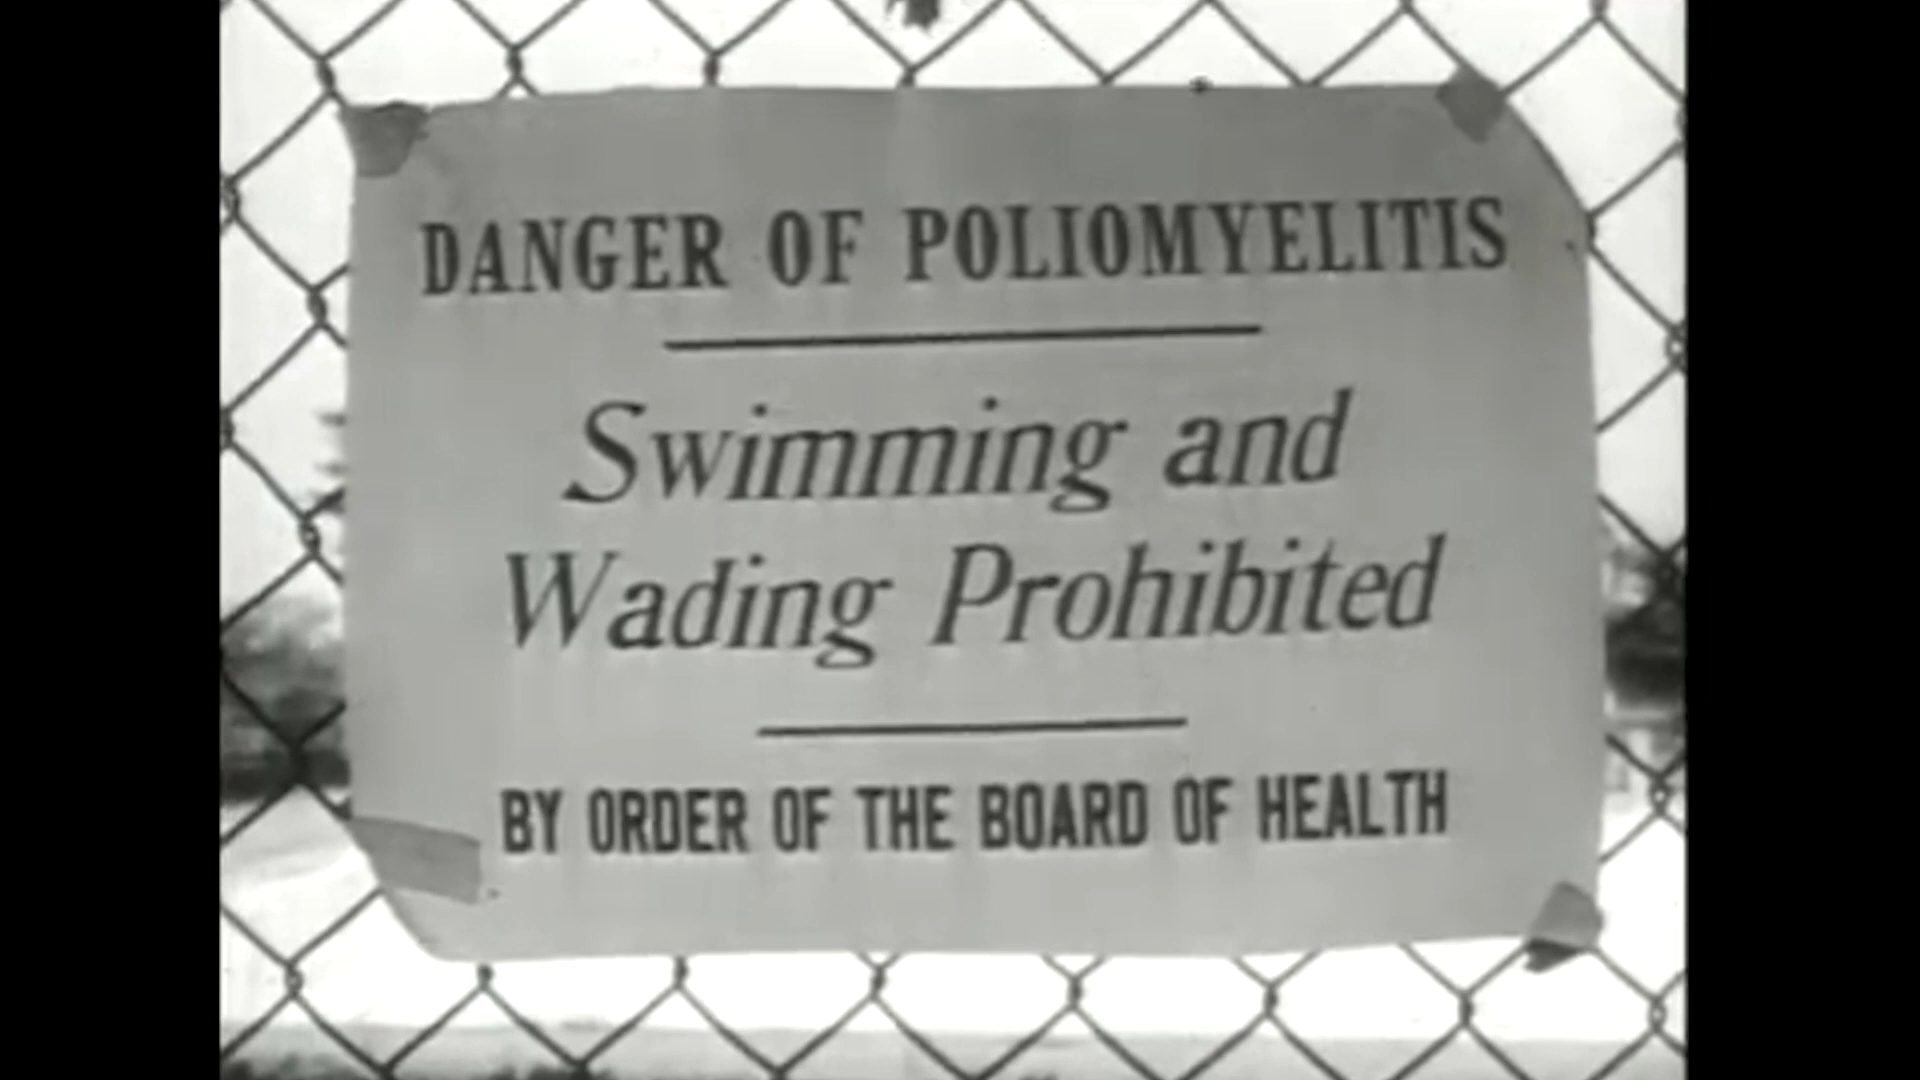 DANGER OF POLIOMYELITIS
Swimming and
Wading Prohibited
BY ORDER OF THE BOARD OF HEALTH